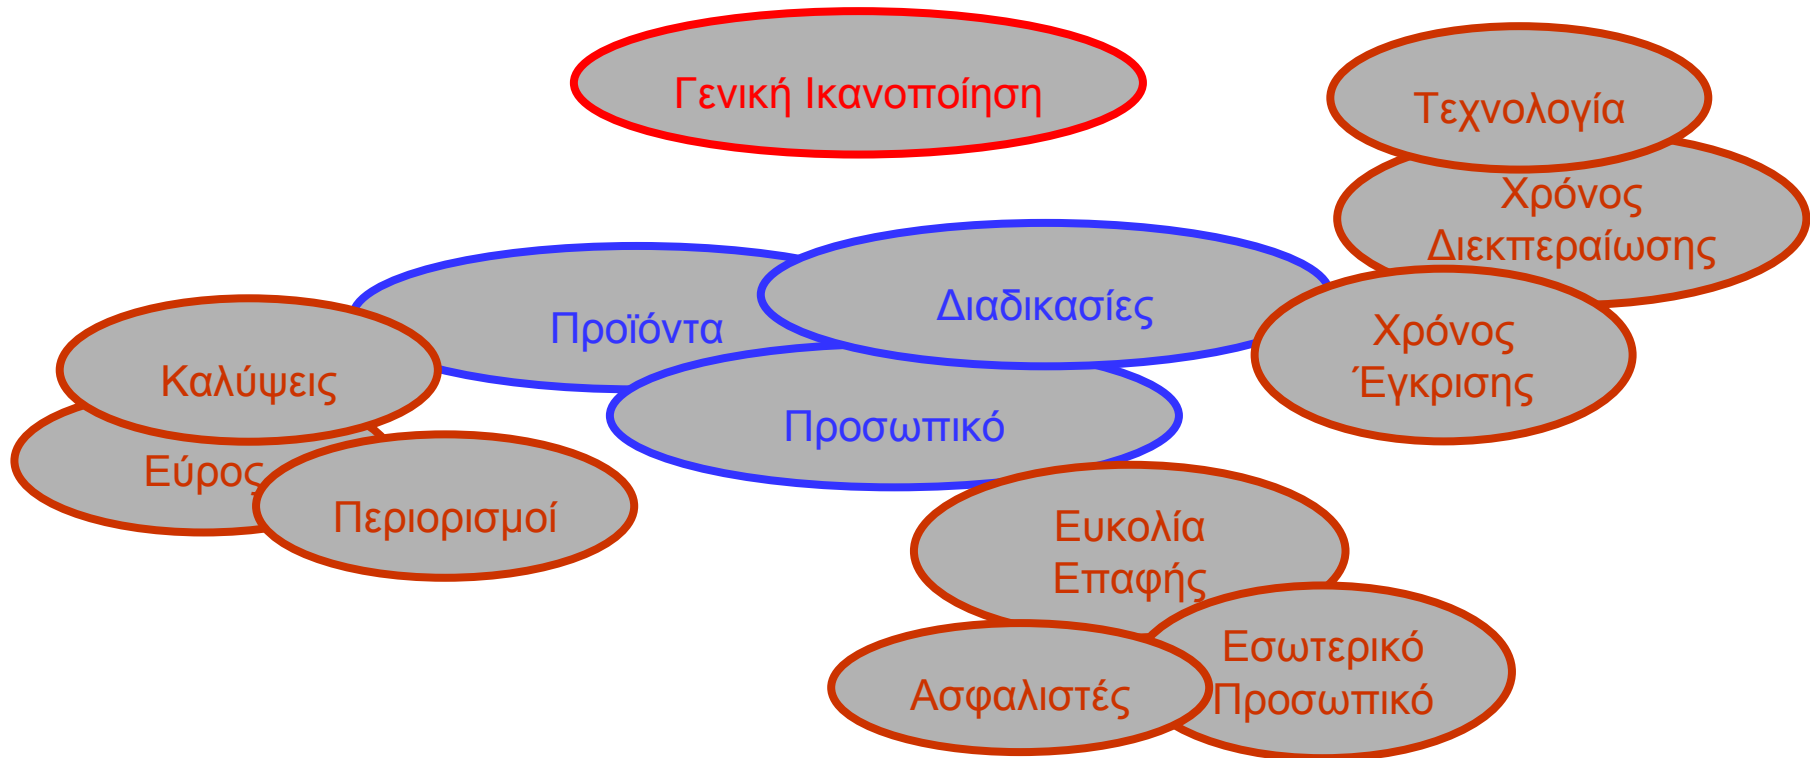 Γενική Ικανοποίηση
Τεχνολογία
Χρόνος
Διεκπεραίωσης
Χρόνος
Έγκρισης
Διαδικασίες
Προϊόντα
Προσωπικό
Καλύψεις
Εύρος
Περιορισμοί
Ευκολία
Επαφής
Εσωτερικό
Προσωπικό
Ασφαλιστές